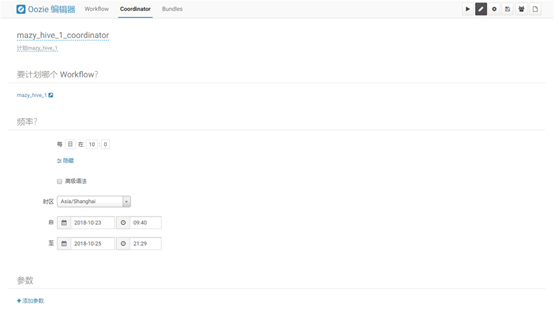 Oozie 编辑器 Workflow Coordinator Bundles
mazy_hive_1_coordinator
计划mazy_hive_1
要计划哪个 Workflow?
mazy_hive_1
频率?
每 日 在 10 : 0
隐藏
高级语法
时区 Asia/Shanghai
自 2018-10-23 09:40
至 2018-10-25 21:29
参数
+ 添加参数